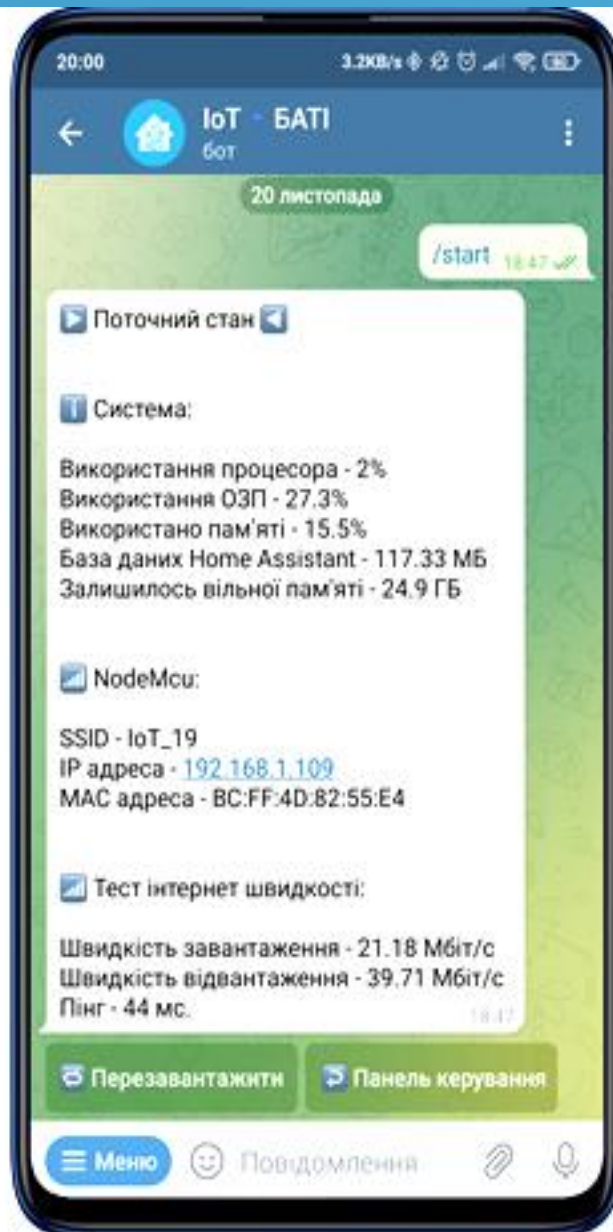 20:00 3.2KB/s
IoT - БАТІ
бот
20 листопада
/start 18:47
Поточний стан
Система:
Використання процесора - 2%
Використання ОЗП - 27.3%
Використано пам'яті - 15.5%
База даних Home Assistant - 117.33 МБ
Залишилось вільної пам'яті - 24.9 ГБ
NodeMcu:
SSID - IoT_19
IP адреса - 192.168.1.109
MAC адреса - BC:FF:4D:82:55:E4
Тест інтернет швидкості:
Швидкість завантаження - 21.18 Мбіт/с
Швидкість відвантаження - 39.71 Мбіт/с
Пінг - 44 мс.
18:47
Перезавантажити Панель керування
Меню Повідомлення